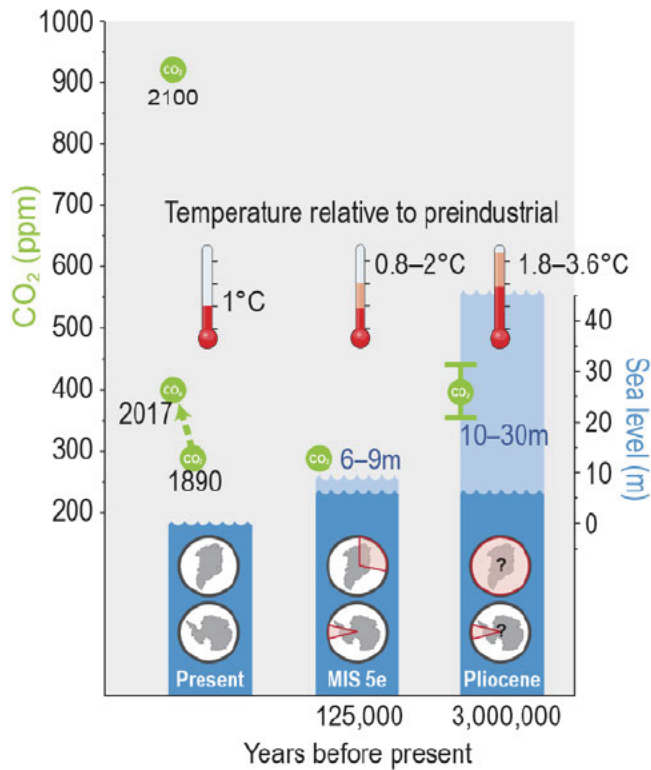 1000
900
800
700
600
500
400
300
200
CO₂ (ppm)
CO₂
2100
Temperature relative to preindustrial
1°C
0.8–2°C
1.8–3.6°C
CO₂
2017
CO₂
1890
CO₂
6–9m
CO₂
10–30m
40
30
20
10
0
Sea level (m)
?
?
Present
MIS 5e
Pliocene
125,000
3,000,000
Years before present